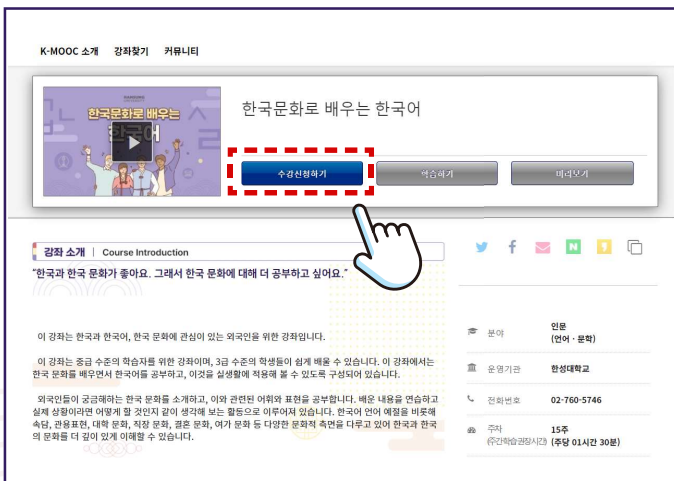 K-MOOC 소개 강좌찾기 커뮤니티
한국문화로 배우는
한국어
한국문화로 배우는 한국어
수강신청하기 학습하기 미리보기
강좌 소개 | Course Introduction
“한국과 한국 문화가 좋아요. 그래서 한국 문화에 대해 더 공부하고 싶어요.”
이 강좌는 한국과 한국어, 한국 문화에 관심이 있는 외국인을 위한 강좌입니다.
이 강좌는 중급 수준의 학습자를 위한 강좌이며, 3급 수준의 학생들이 쉽게 배울 수 있습니다. 이 강좌에서는
한국 문화를 배우면서 한국어를 공부하고, 이것을 실생활에 적용해 볼 수 있도록 구성되어 있습니다.
외국인들이 궁금해하는 한국 문화를 소개하고, 이와 관련된 어휘와 표현을 공부합니다. 배운 내용을 연습하고
실제 상황이라면 어떻게 할 것인지 같이 생각해 보는 활동으로 이루어져 있습니다. 한국어 언어 예절을 비롯해
속담, 관용표현, 대학 문화, 직장 문화, 결혼 문화, 여가 문화 등 다양한 문화적 측면을 다루고 있어 한국과 한국
의 문화를 더 깊이 있게 이해할 수 있습니다.
분야 인문
(언어 · 문학)
운영기관 한성대학교
전화번호 02-760-5746
주차 15주
(주간학습권장시간) (주당 01시간 30분)